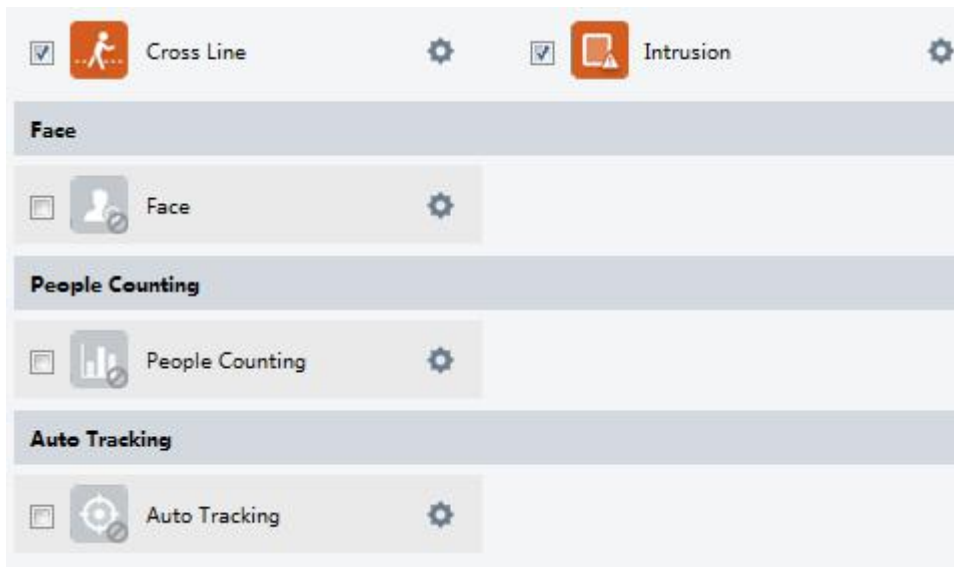 Cross Line
Intrusion
Face
Face
People Counting
People Counting
Auto Tracking
Auto Tracking